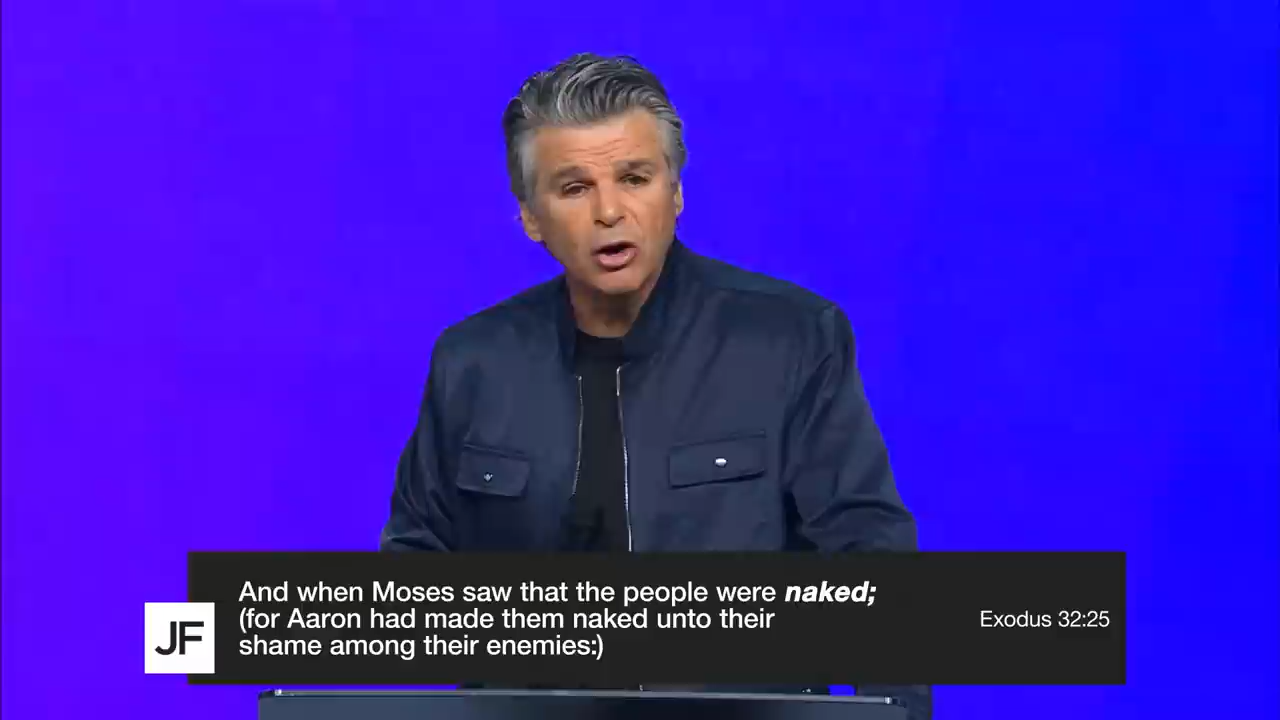 And when Moses saw that the people were naked;
(for Aaron had made them naked unto their
shame among their enemies:)
Exodus 32:25
JF